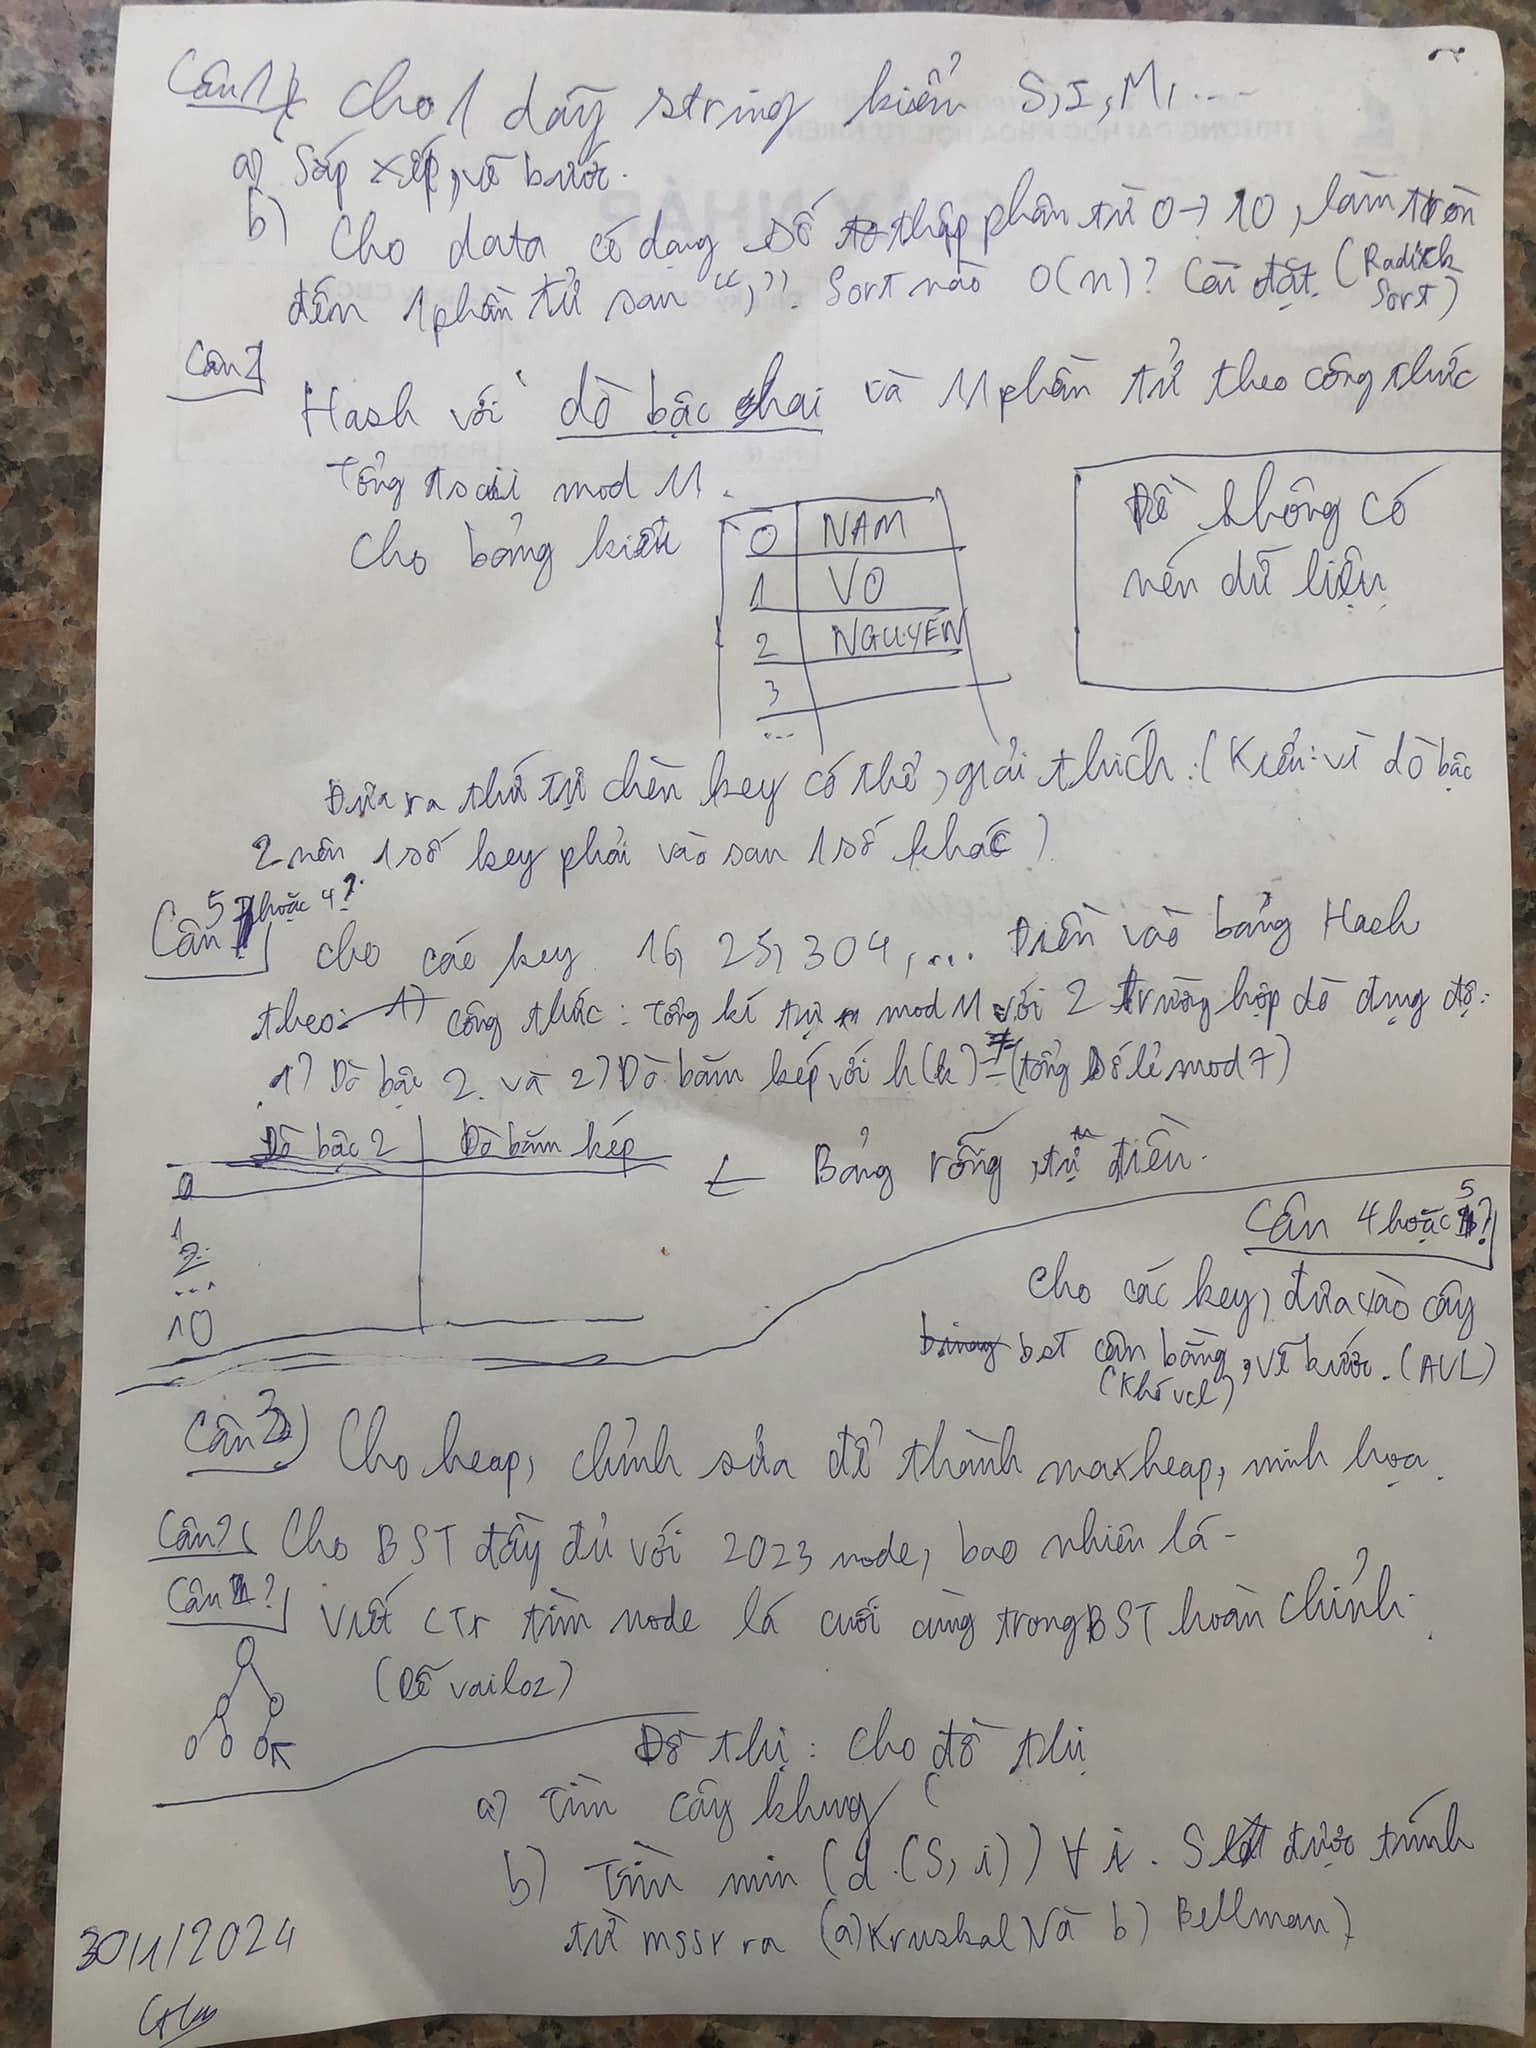 Câu 1: Cho 1 dãy string kiểu S, I, M, ...
a) Sắp xếp, vẽ bước.
b) Cho data có dạng số thập phân từ 0 → 10, làm tròn
đến 1 phần tử sau ",". Sort nào O(n)? Cài đặt. (Radixk
Sort)
Câu 2
Hash với dò bậc hai và 11 phần tử theo công thức
Tổng Ascii mod 11.
Cho bảng kiểu
0 NAM
1 VO
2 NGUYEN
3
...
Đề không có
nén dữ liệu
Đưa ra thứ tự chèn key có thể, giải thích. (Kiểu: vì dò bậc
2 nên 1 số key phải vào sau 1 số khác)
Câu 5 hoặc 4?
Cho các key 16, 25, 304, ... Điền vào bảng Hash
theo: 1) công thức: Tổng kí tự mod 11 với 2 trường hợp dò đụng độ:
1) Dò bậc 2 và 2) Dò băm kép với h(k) = (tổng số lẻ mod 7)
Dò bậc 2 Dò băm kép
0
1
2
...
10
← Bảng rỗng, tự điền.
Câu 4 hoặc 5?
Cho các key, đưa vào cây
binay bst cân bằng, vẽ bước. (AVL)
(Khó vcl)
Câu 3) Cho heap, chỉnh sửa để thành maxheap, minh họa.
Câu ? Cho BST đầy đủ với 2023 node, bao nhiêu lá -
Câu ?
Viết CTr tìm node lá cuối cùng trong BST hoàn chỉnh.
(Dễ vailoz)
Đồ thị: Cho đồ thị
a) Tìm cây khung
b) Tìm min (d (S, i)) ∀ i. S được tính
từ mssv ra (a) Kruskal Và b) Bellman)
30/1/2024